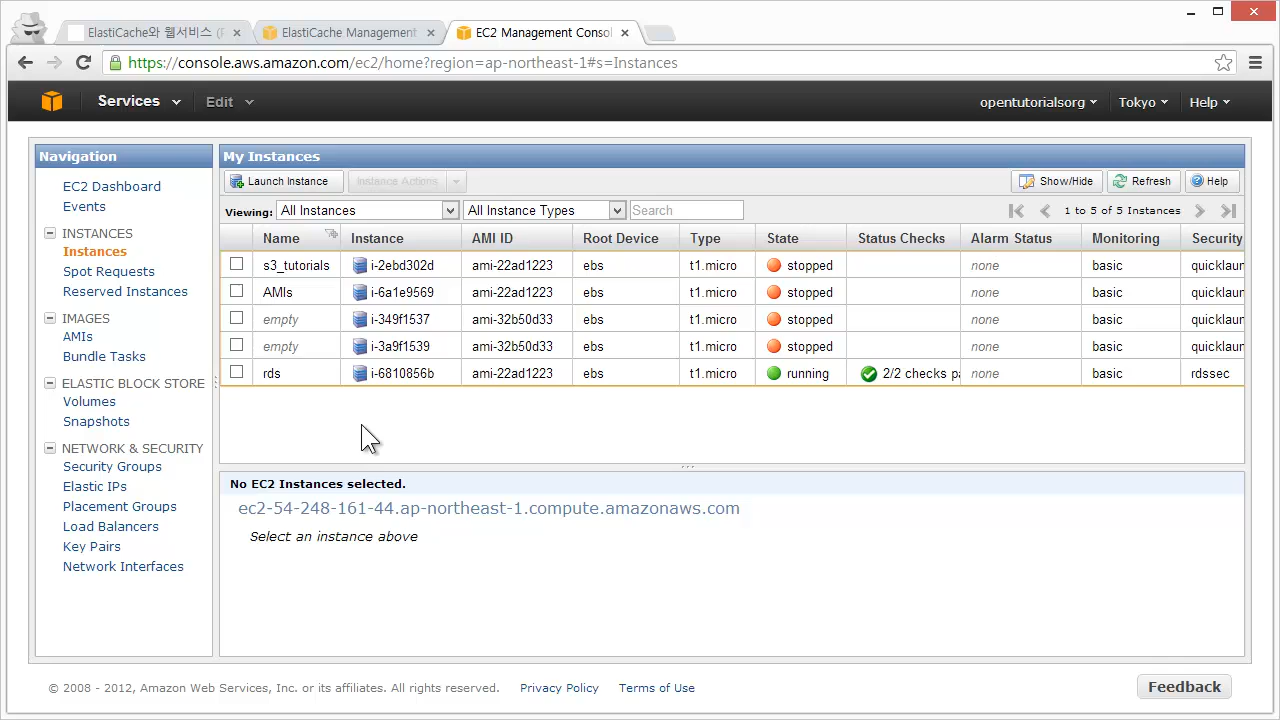 ElastiCache와 웹서비스 (F
ElastiCache Management
EC2 Management Consol
https://console.aws.amazon.com/ec2/home?region=ap-northeast-1#s=Instances
Services Edit opentutorialsorg Tokyo Help
Navigation
EC2 Dashboard
Events
INSTANCES
Instances
Spot Requests
Reserved Instances
IMAGES
AMIs
Bundle Tasks
ELASTIC BLOCK STORE
Volumes
Snapshots
NETWORK & SECURITY
Security Groups
Elastic IPs
Placement Groups
Load Balancers
Key Pairs
Network Interfaces
My Instances
Launch Instance Instance Actions Show/Hide Refresh Help
Viewing: All Instances All Instance Types Search 1 to 5 of 5 Instances
Name Instance AMI ID Root Device Type State Status Checks Alarm Status Monitoring Security
s3_tutorials i-2ebd302d ami-22ad1223 ebs t1.micro stopped none basic quicklaun
AMIs i-6a1e9569 ami-22ad1223 ebs t1.micro stopped none basic quicklaun
empty i-349f1537 ami-32b50d33 ebs t1.micro stopped none basic quicklaun
empty i-3a9f1539 ami-32b50d33 ebs t1.micro stopped none basic quicklaun
rds i-6810856b ami-22ad1223 ebs t1.micro running 2/2 checks pa none basic rdssec
No EC2 Instances selected.
ec2-54-248-161-44.ap-northeast-1.compute.amazonaws.com
Select an instance above
© 2008 - 2012, Amazon Web Services, Inc. or its affiliates. All rights reserved. Privacy Policy Terms of Use Feedback